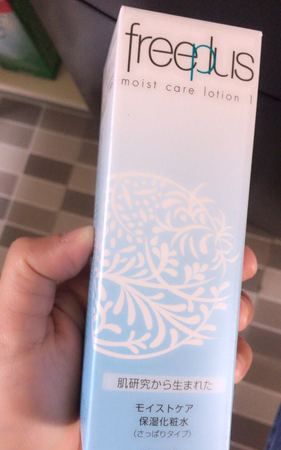 freeplus
moist care lotion 1
肌研究から生まれた
モイストケア
保湿化粧水
(さっぱりタイプ)